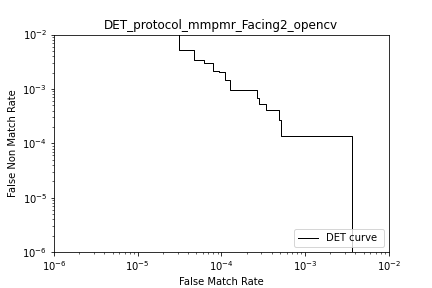 DET_protocol_mmpmr_Facing2_opencv
False Non Match Rate
10⁻²
10⁻³
10⁻⁴
10⁻⁵
10⁻⁶
DET curve
10⁻⁶ 10⁻⁵ 10⁻⁴ 10⁻³ 10⁻²
False Match Rate